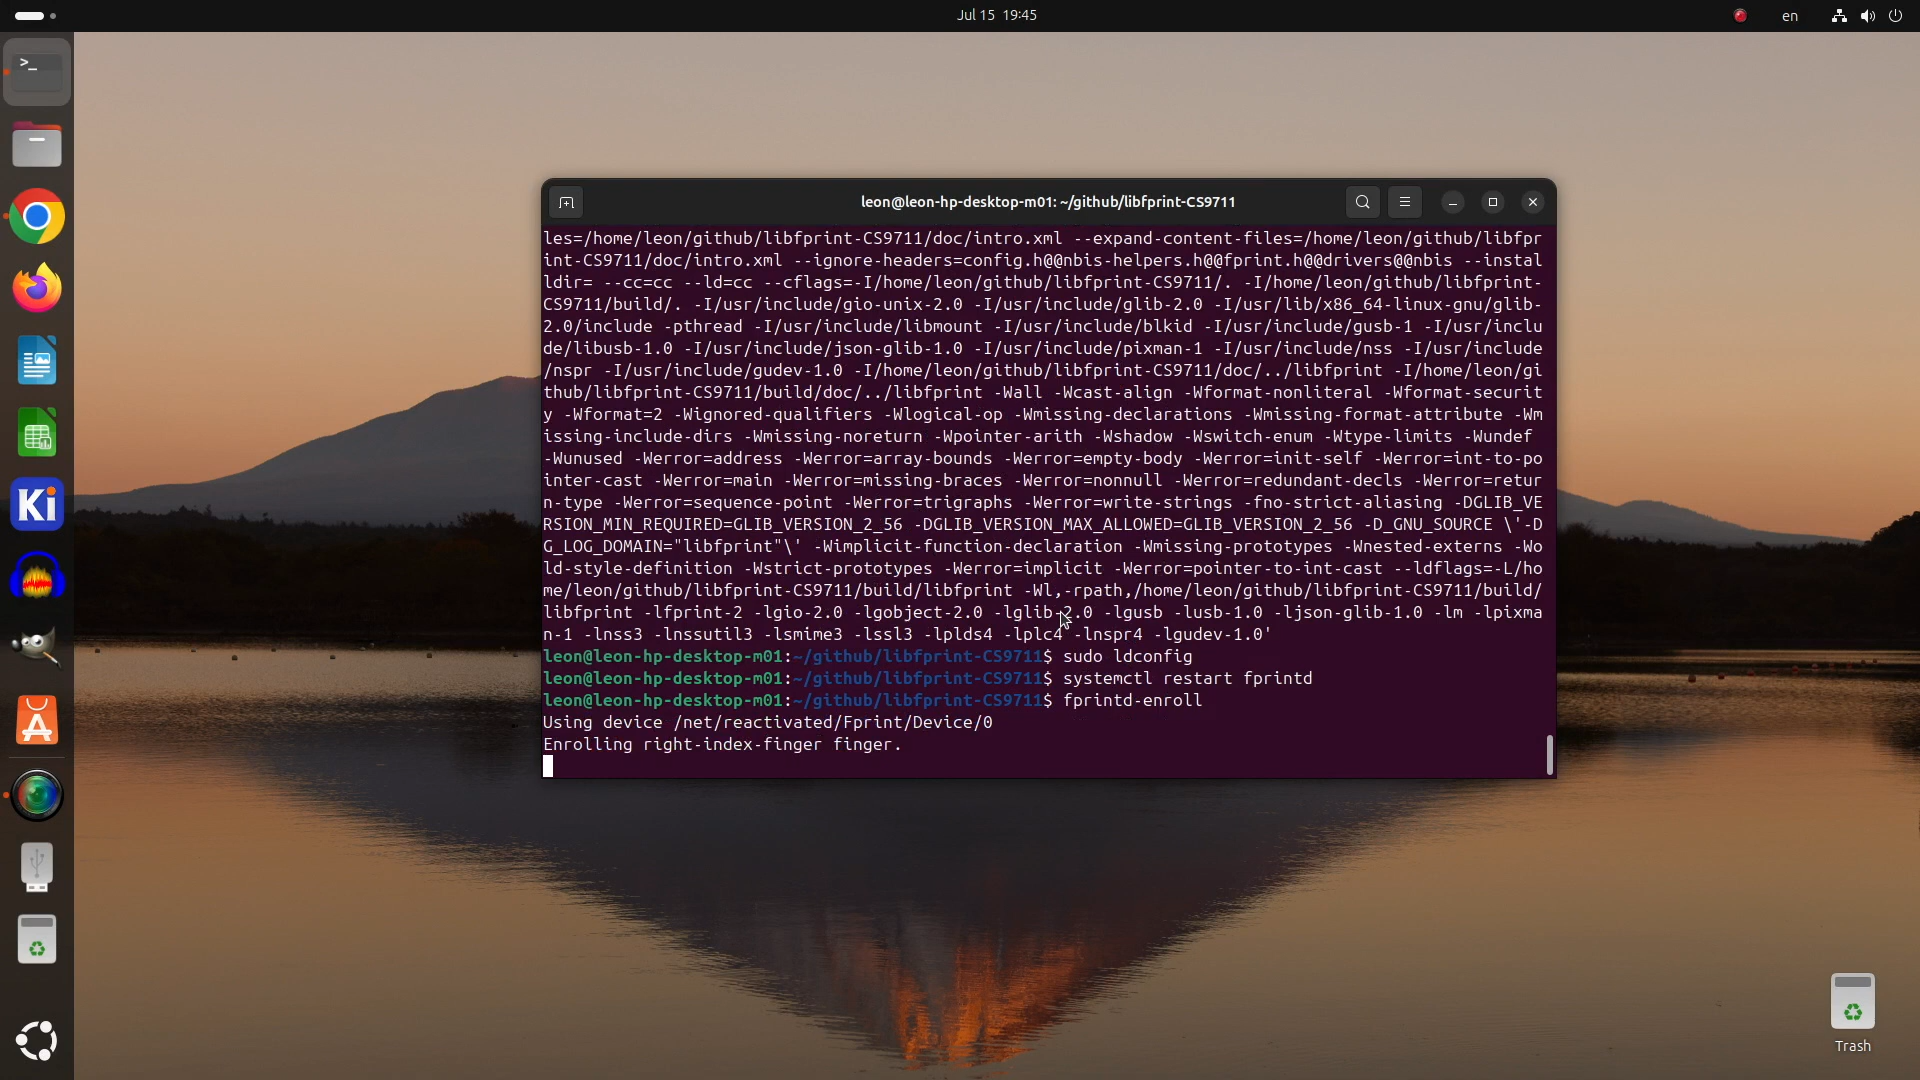 Jul 15 19:45
en
leon@leon-hp-desktop-m01: ~/github/libfprint-CS9711
les=/home/leon/github/libfprint-CS9711/doc/intro.xml --expand-content-files=/home/leon/github/libfpr
int-CS9711/doc/intro.xml --ignore-headers=config.h@@nbis-helpers.h@@fprint.h@@drivers@@nbis --instal
ldir= --cc=cc --ld=cc --cflags=-I/home/leon/github/libfprint-CS9711/. -I/home/leon/github/libfprint-
CS9711/build/. -I/usr/include/gio-unix-2.0 -I/usr/include/glib-2.0 -I/usr/lib/x86_64-linux-gnu/glib-
2.0/include -pthread -I/usr/include/libmount -I/usr/include/blkid -I/usr/include/gusb-1 -I/usr/inclu
de/libusb-1.0 -I/usr/include/json-glib-1.0 -I/usr/include/pixman-1 -I/usr/include/nss -I/usr/include
/nspr -I/usr/include/gudev-1.0 -I/home/leon/github/libfprint-CS9711/doc/../libfprint -I/home/leon/gi
thub/libfprint-CS9711/build/doc/../libfprint -Wall -Wcast-align -Wformat-nonliteral -Wformat-securit
y -Wformat=2 -Wignored-qualifiers -Wlogical-op -Wmissing-declarations -Wmissing-format-attribute -Wm
issing-include-dirs -Wmissing-noreturn -Wpointer-arith -Wshadow -Wswitch-enum -Wtype-limits -Wundef
-Wunused -Werror=address -Werror=array-bounds -Werror=empty-body -Werror=init-self -Werror=int-to-po
inter-cast -Werror=main -Werror=missing-braces -Werror=nonnull -Werror=redundant-decls -Werror=retur
n-type -Werror=sequence-point -Werror=trigraphs -Werror=write-strings -fno-strict-aliasing -DGLIB_VE
RSION_MIN_REQUIRED=GLIB_VERSION_2_56 -DGLIB_VERSION_MAX_ALLOWED=GLIB_VERSION_2_56 -D_GNU_SOURCE \'-D
G_LOG_DOMAIN="libfprint"\' -Wimplicit-function-declaration -Wmissing-prototypes -Wnested-externs -Wo
ld-style-definition -Wstrict-prototypes -Werror=implicit -Werror=pointer-to-int-cast --ldflags=-L/ho
me/leon/github/libfprint-CS9711/build/libfprint -Wl,-rpath,/home/leon/github/libfprint-CS9711/build/
libfprint -lfprint-2 -lgio-2.0 -lgobject-2.0 -lglib-2.0 -lgusb -lusb-1.0 -ljson-glib-1.0 -lm -lpixma
n-1 -lnss3 -lnssutil3 -lsmime3 -lssl3 -lplds4 -lplc4 -lnspr4 -lgudev-1.0'
leon@leon-hp-desktop-m01:~/github/libfprint-CS9711$ sudo ldconfig
leon@leon-hp-desktop-m01:~/github/libfprint-CS9711$ systemctl restart fprintd
leon@leon-hp-desktop-m01:~/github/libfprint-CS9711$ fprintd-enroll
Using device /net/reactivated/Fprint/Device/0
Enrolling right-index-finger finger.
Ki
Trash